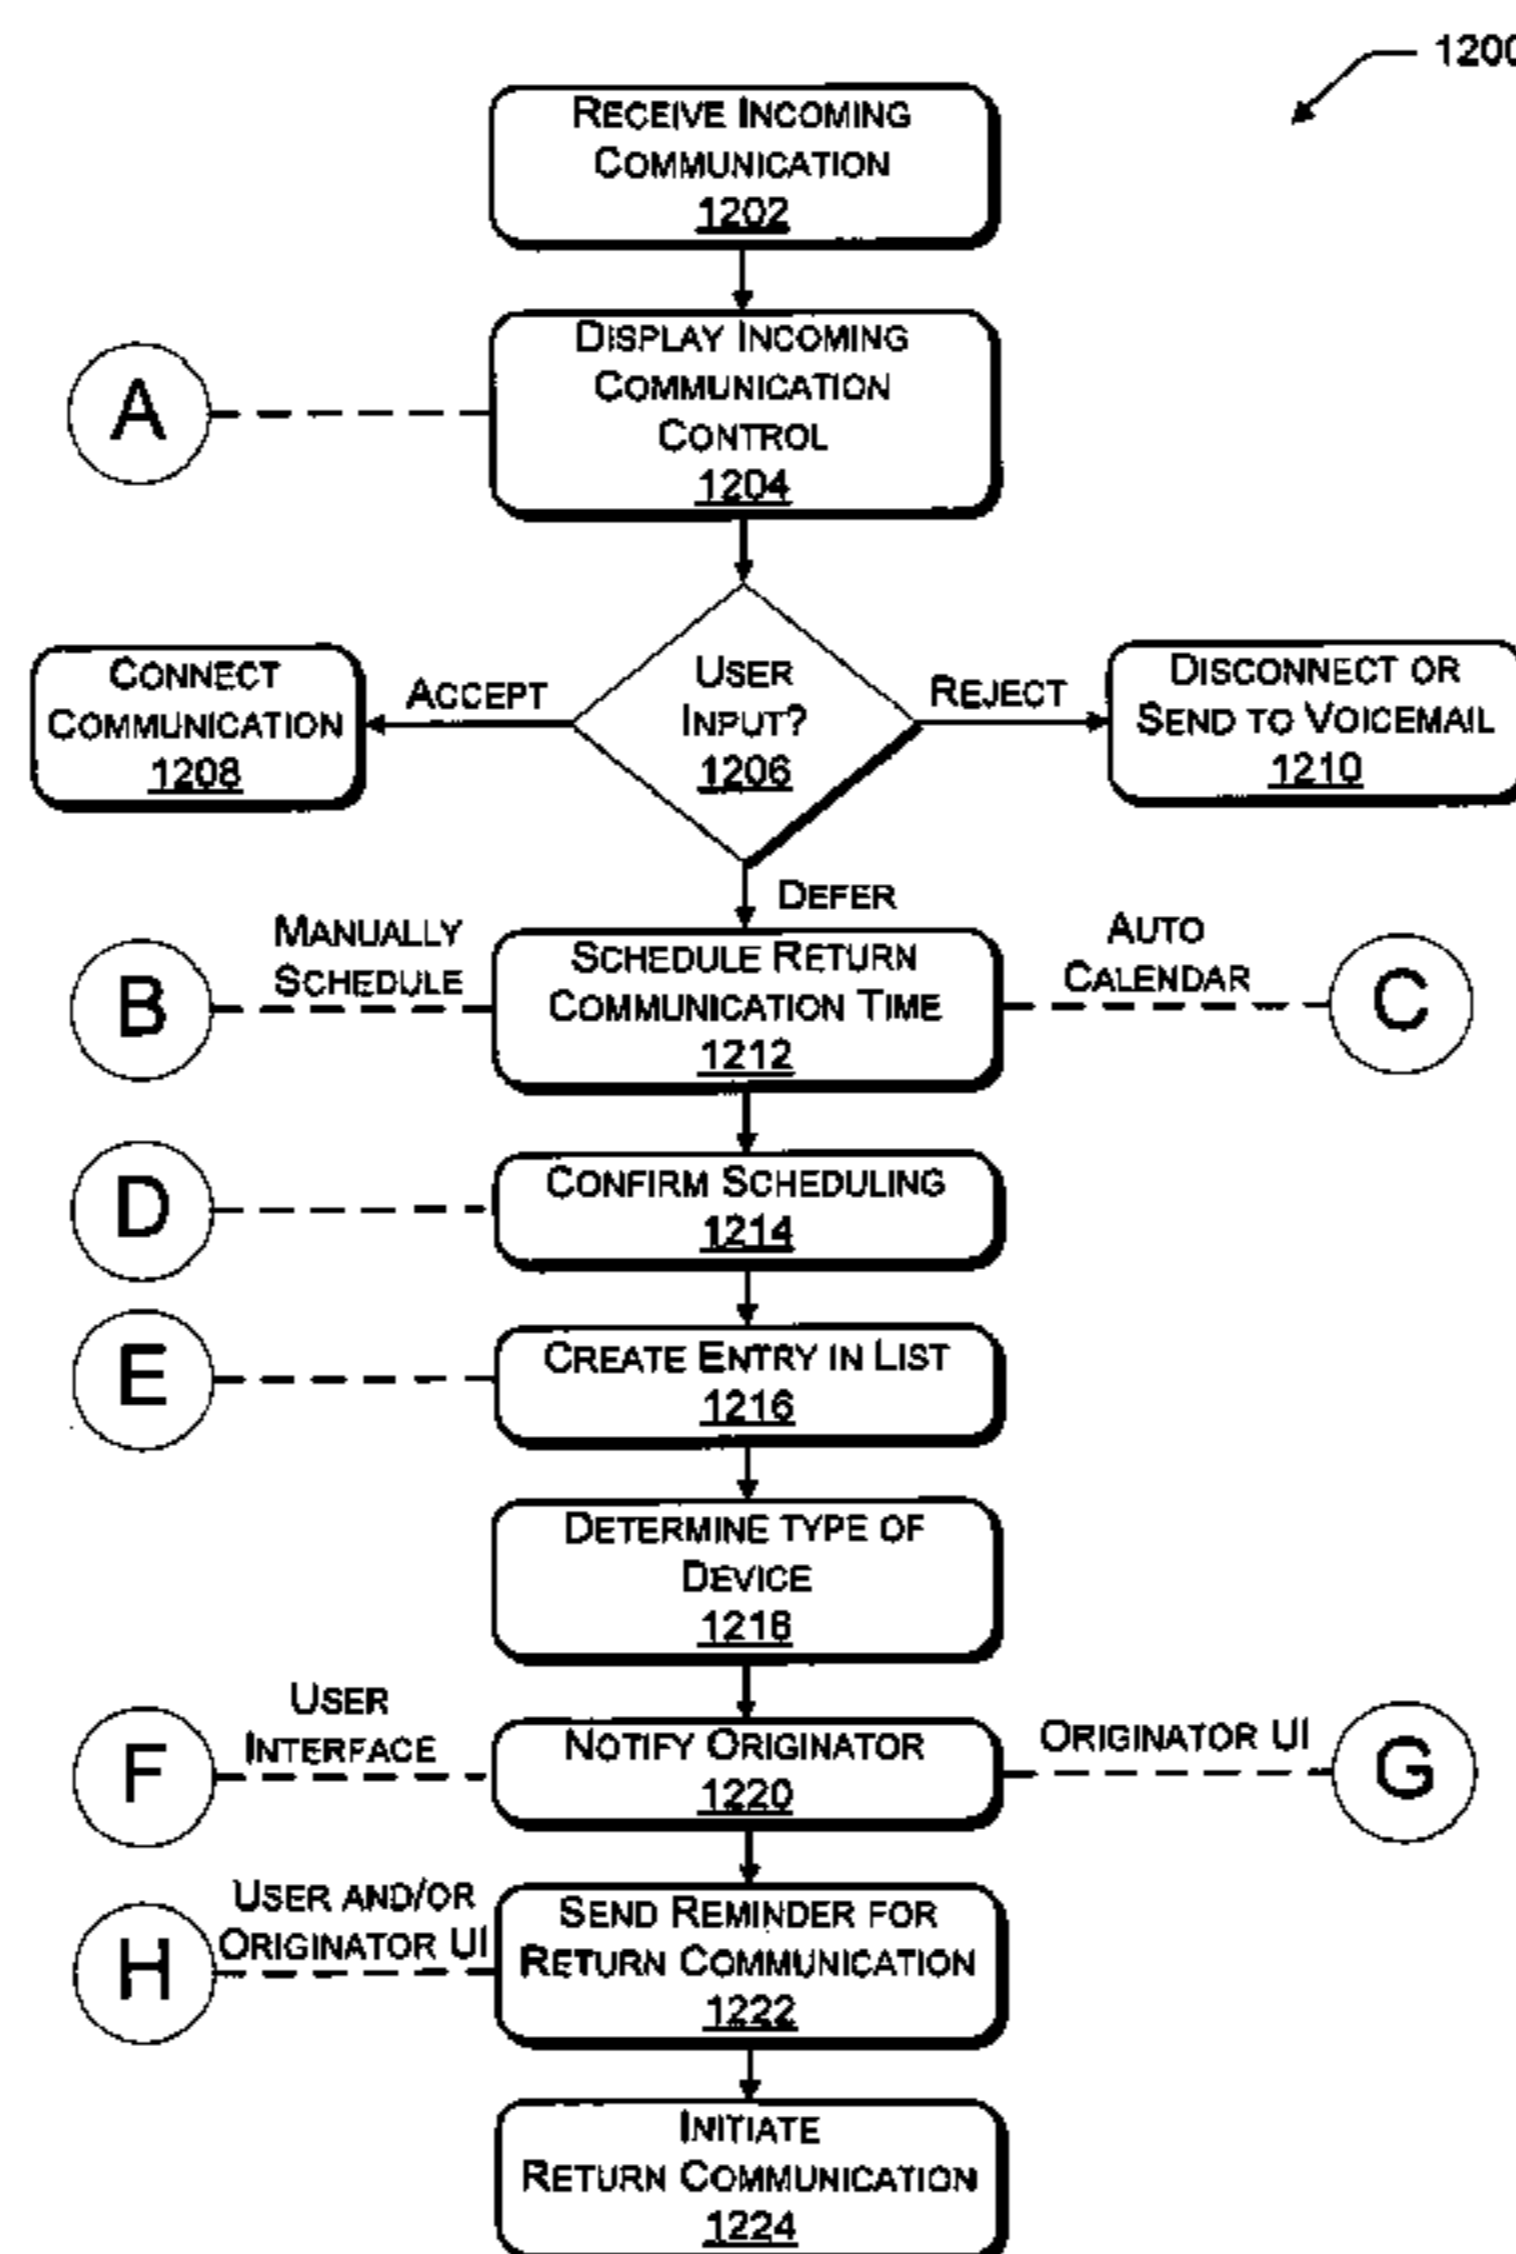 1200
RECEIVE INCOMING
COMMUNICATION
1202
A
DISPLAY INCOMING
COMMUNICATION
CONTROL
1204
CONNECT
COMMUNICATION
1208
ACCEPT
USER
INPUT?
1206
REJECT
DISCONNECT OR
SEND TO VOICEMAIL
1210
DEFER
B
MANUALLY
SCHEDULE
SCHEDULE RETURN
COMMUNICATION TIME
1212
AUTO
CALENDAR
C
D
CONFIRM SCHEDULING
1214
E
CREATE ENTRY IN LIST
1216
DETERMINE TYPE OF
DEVICE
1218
F
USER
INTERFACE
NOTIFY ORIGINATOR
1220
ORIGINATOR UI
G
H
USER AND/OR
ORIGINATOR UI
SEND REMINDER FOR
RETURN COMMUNICATION
1222
INITIATE
RETURN COMMUNICATION
1224